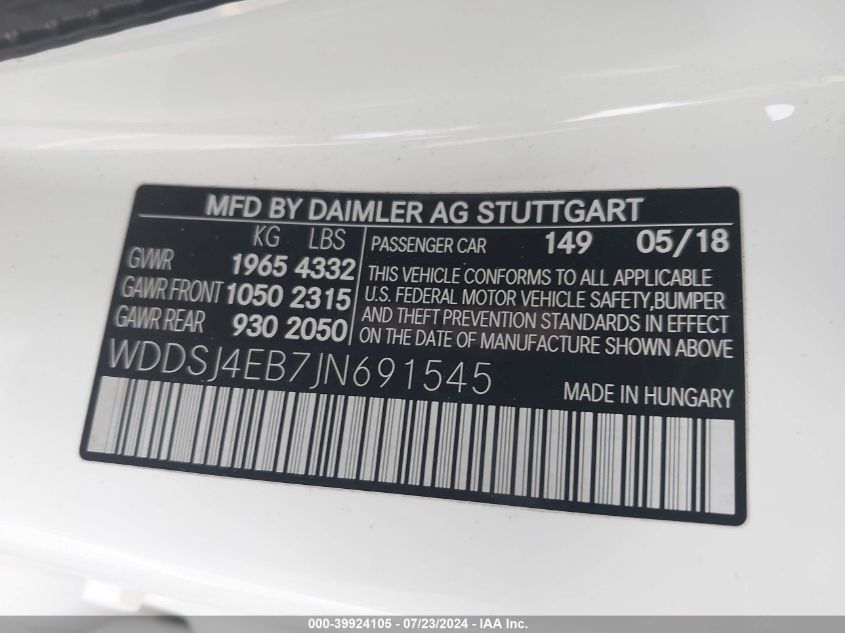 MFD BY DAIMLER AG STUTTGART
KG LBS
GVWR 1965 4332
GAWR FRONT 1050 2315
GAWR REAR 930 2050
PASSENGER CAR 149 05/18
THIS VEHICLE CONFORMS TO ALL APPLICABLE
U.S. FEDERAL MOTOR VEHICLE SAFETY,BUMPER
AND THEFT PREVENTION STANDARDS IN EFFECT
ON THE DATE OF MANUFACTURE SHOWN ABOVE
WDDSJ4EB7JN691545
MADE IN HUNGARY
000-39924105 - 07/23/2024 - IAA Inc.